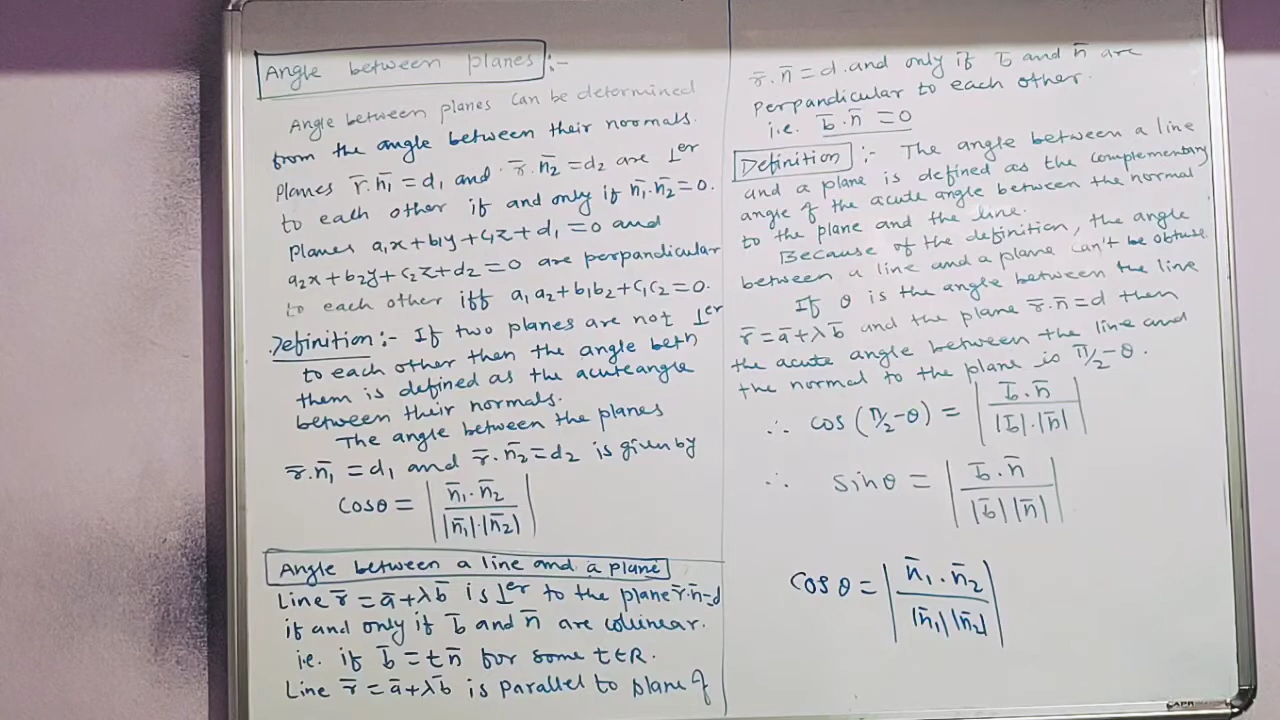 Angle between planes :-
Angle between planes can be determined
from the angle between their noomals.
Planes r̄.n̄₁ = d₁ and r̄.n̄₂ = d₂ are ⊥er
to each other if and only if n̄₁.n̄₂ = 0.
Planes a₁x + b₁y + c₁z + d₁ = 0 and
a₂x + b₂y + c₂z + d₂ = 0 are perpandicular
to each other iff a₁a₂ + b₁b₂ + c₁c₂ = 0.
Definition :- If two planes are not ⊥er
to each other then the angle betn
them is defined as the acute angle
between their normals.
The angle between the planes
r̄.n̄₁ = d₁ and r̄.n̄₂ = d₂ is given by
Cosθ = | n̄₁.n̄₂ / |n̄₁|.|n̄₂| |
Angle between a line and a plane
Line r̄ = ā + λb̄ is ⊥er to the plane r̄.n̄ = d
if and only if b̄ and n̄ are collinear.
i.e. if b̄ = tn̄ for some t∈R.
Line r̄ = ā + λb̄ is parallel to plane of
r̄.n̄ = d .and only if b̄ and n̄ are
perpandicular to each other.
i.e. b̄.n̄ = 0
Definition :- The angle between a line
and a plane is defined as the complementary
angle of the acute angle between the normal
to the plane and the line.
Because of the definition, the angle
between a line and a plane can't be obtuse.
If θ is the angle between the line
r̄ = ā + λb̄ and the plane r̄.n̄ = d then
the acute angle between the line and
the normal to the plane is π/2 - θ.
∴ cos (π/2 - θ) = | b̄.n̄ / |b̄|.|n̄| |
∴ sinθ = | b̄.n̄ / |b̄||n̄| |
Cosθ = | n̄₁.n̄₂ / |n̄₁||n̄₂| |